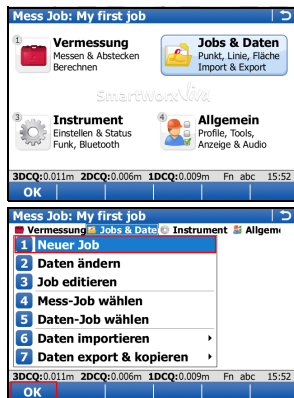 Mess Job: My first job
1 Vermessung
Messen & Abstecken
Berechnen
Jobs & Daten
Punkt, Linie, Fläche
Import & Export
SmartWorx Viva
3 Instrument
Einstellen & Status
Funk, Bluetooth
4 Allgemein
Profile, Tools,
Anzeige & Audio
3DCQ:0.011m 2DCQ:0.006m 1DCQ:0.009m Fn abc 15:52
OK
Mess Job: My first job
Vermessung Jobs & Date Instrument Allgem
1 Neuer Job
2 Daten ändern
3 Job editieren
4 Mess-Job wählen
5 Daten-Job wählen
6 Daten importieren
7 Daten export & kopieren
3DCQ:0.011m 2DCQ:0.006m 1DCQ:0.009m Fn abc 15:52
OK